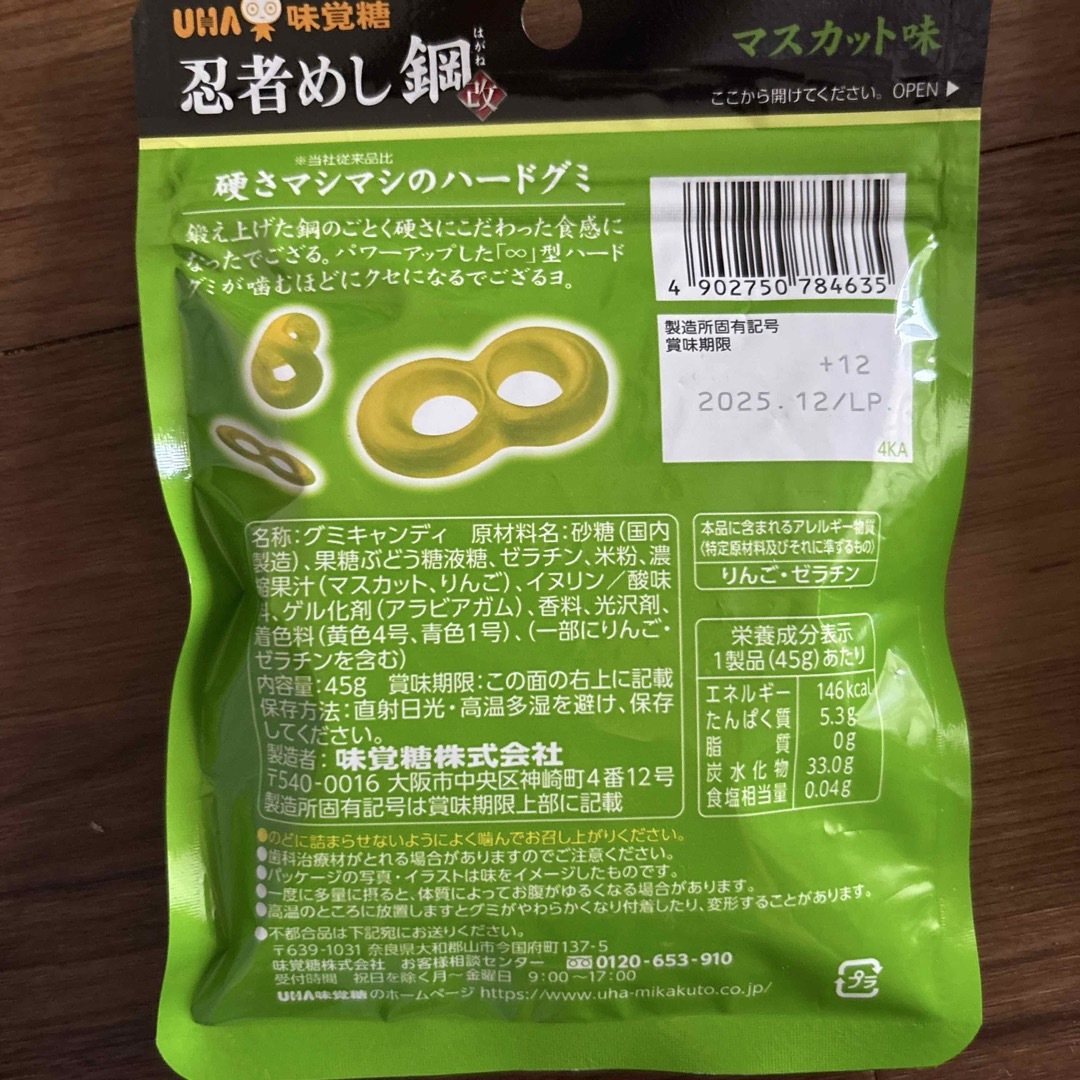 UHA味覚糖
マスカット味
忍者めし鋼改
はがね
ここから開けてください。OPEN▶
※当社従来品比
硬さマシマシのハードグミ
鍛え上げた鋼のごとく硬さにこだわった食感に
なったでござる。パワーアップした「∞」型ハード
グミが噛むほどにクセになるでござるヨ。
4 902750 784635
製造所固有記号
賞味期限
+12
2025.12/LP.
4KA
名称:グミキャンディ 原材料名:砂糖(国内
製造)、果糖ぶどう糖液糖、ゼラチン、米粉、濃
縮果汁(マスカット、りんご)、イヌリン/酸味
料、ゲル化剤(アラビアガム)、香料、光沢剤、
着色料(黄色4号、青色1号)、(一部にりんご・
ゼラチンを含む)
内容量:45g 賞味期限:この面の右上に記載
保存方法:直射日光・高温多湿を避け、保存
してください。
製造者:味覚糖株式会社
〒540-0016 大阪市中央区神崎町4番12号
製造所固有記号は賞味期限上部に記載
本品に含まれるアレルギー物質
(特定原材料及びそれに準ずるもの)
りんご・ゼラチン
栄養成分表示
1製品(45g)あたり
エネルギー 146kcal
たんぱく質 5.3g
脂質 0g
炭水化物 33.0g
食塩相当量 0.04g
●のどに詰まらせないようによく噛んでお召し上がりください。
●歯科治療材がとれる場合がありますのでご注意ください。
●パッケージの写真・イラストは味をイメージしたものです。
●一度に多量に摂ると、体質によってお腹がゆるくなる場合があります。
●高温のところに放置しますとグミがやわらかくなり付着したり、変形することがあります。
●不都合品は下記宛にお送りください。
〒639-1031 奈良県大和郡山市今国府町137-5
味覚糖株式会社 お客様相談センター 0120-653-910
受付時間 祝日を除く月〜金曜日 9:00〜17:00
UHA味覚糖のホームページ https://www.uha-mikakuto.co.jp/
プラ